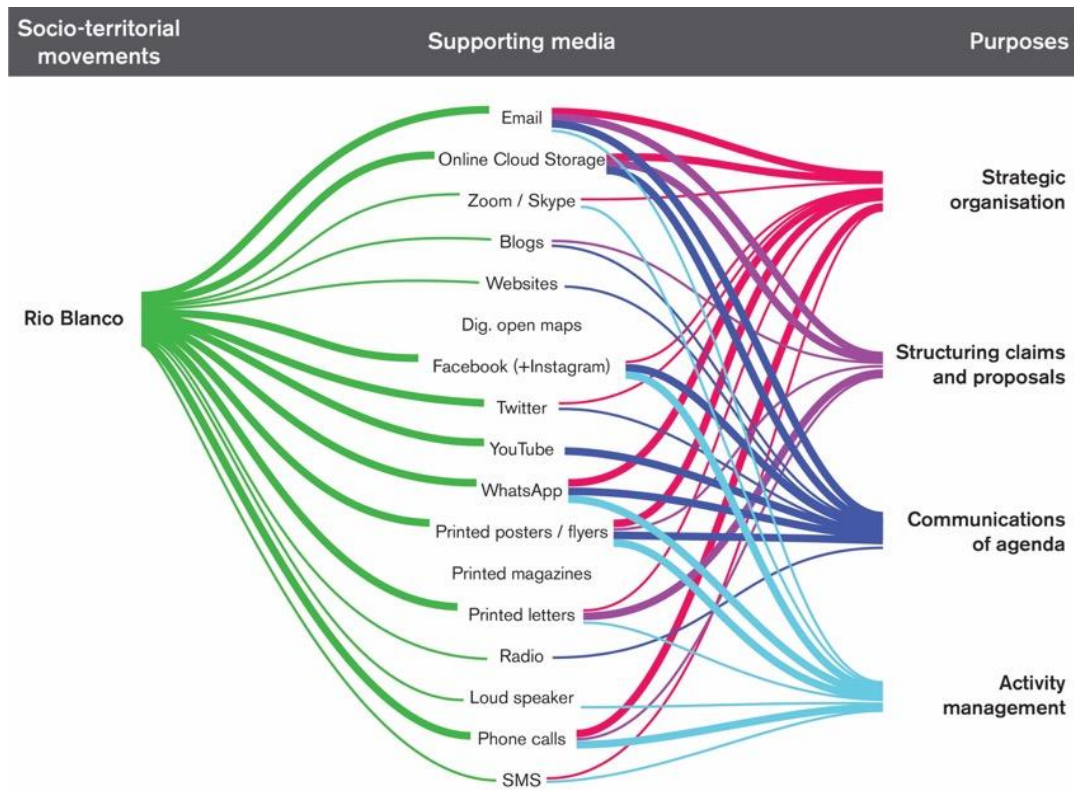 Socio-territorial
movements
Supporting media
Purposes
Rio Blanco
Email
Online Cloud Storage
Zoom / Skype
Blogs
Websites
Dig. open maps
Facebook (+Instagram)
Twitter
YouTube
WhatsApp
Printed posters / flyers
Printed magazines
Printed letters
Radio
Loud speaker
Phone calls
SMS
Strategic
organisation
Structuring claims
and proposals
Communications
of agenda
Activity
management